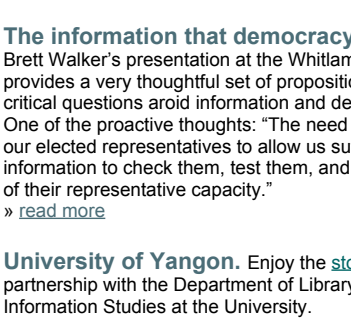 The information that democracy
Brett Walker's presentation at the Whitlam
provides a very thoughtful set of propositio
critical questions aroid information and de
One of the proactive thoughts: “The need
our elected representatives to allow us su
information to check them, test them, and
of their representative capacity.”
» read more
University of Yangon. Enjoy the sto
partnership with the Department of Library
Information Studies at the University.